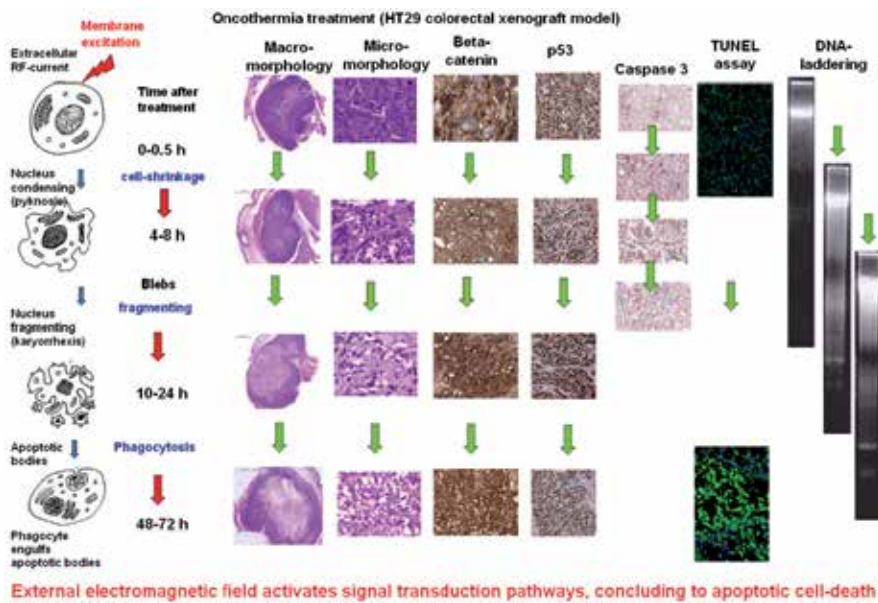 Oncothermia treatment (HT29 colorectal xenograft model)
Membrane
excitation
Extracellular
RF-current
Macro-
morphology
Micro-
morphology
Beta-
catenin
p53
Caspase 3
TUNEL
assay
DNA-
laddering
Time after
treatment
0-0.5 h
Nucleus
condensing
(pyknosis)
cell-shrinkage
4-8 h
Blebs
fragmenting
Nucleus
fragmenting
(karyorrhexis)
10-24 h
Apoptotic
bodies
Phagocytosis
48-72 h
Phagocyte
engulfs
apoptotic bodies
External electromagnetic field activates signal transduction pathways, concluding to apoptotic cell-death